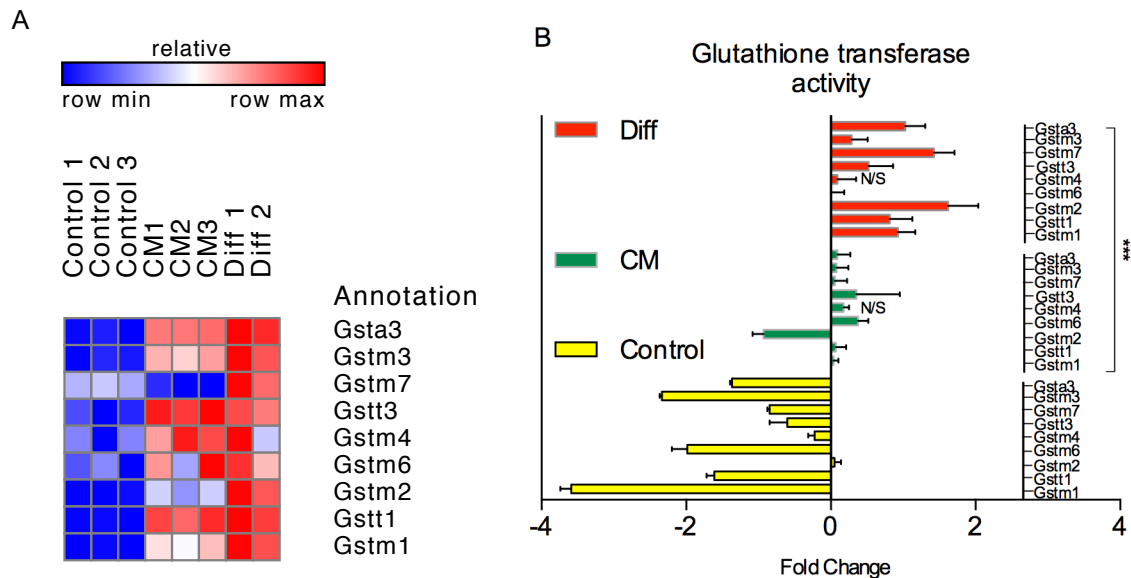 A
relative
row min row max
Control 1
Control 2
Control 3
CM1
CM2
CM3
Diff 1
Diff 2
Annotation
Gsta3
Gstm3
Gstm7
Gstt3
Gstm4
Gstm6
Gstm2
Gstt1
Gstm1
B
Glutathione transferase
activity
Diff
CM
Control
Gsta3
Gstm3
Gstm7
Gstt3
N/S Gstm4
Gstm6
Gstm2
Gstt1
Gstm1
Gsta3
Gstm3
Gstm7
Gstt3
N/S Gstm4
Gstm6
Gstm2
Gstt1
Gstm1
Gsta3
Gstm3
Gstm7
Gstt3
Gstm4
Gstm6
Gstm2
Gstt1
Gstm1
***
-4 -2 0 2 4
Fold Change